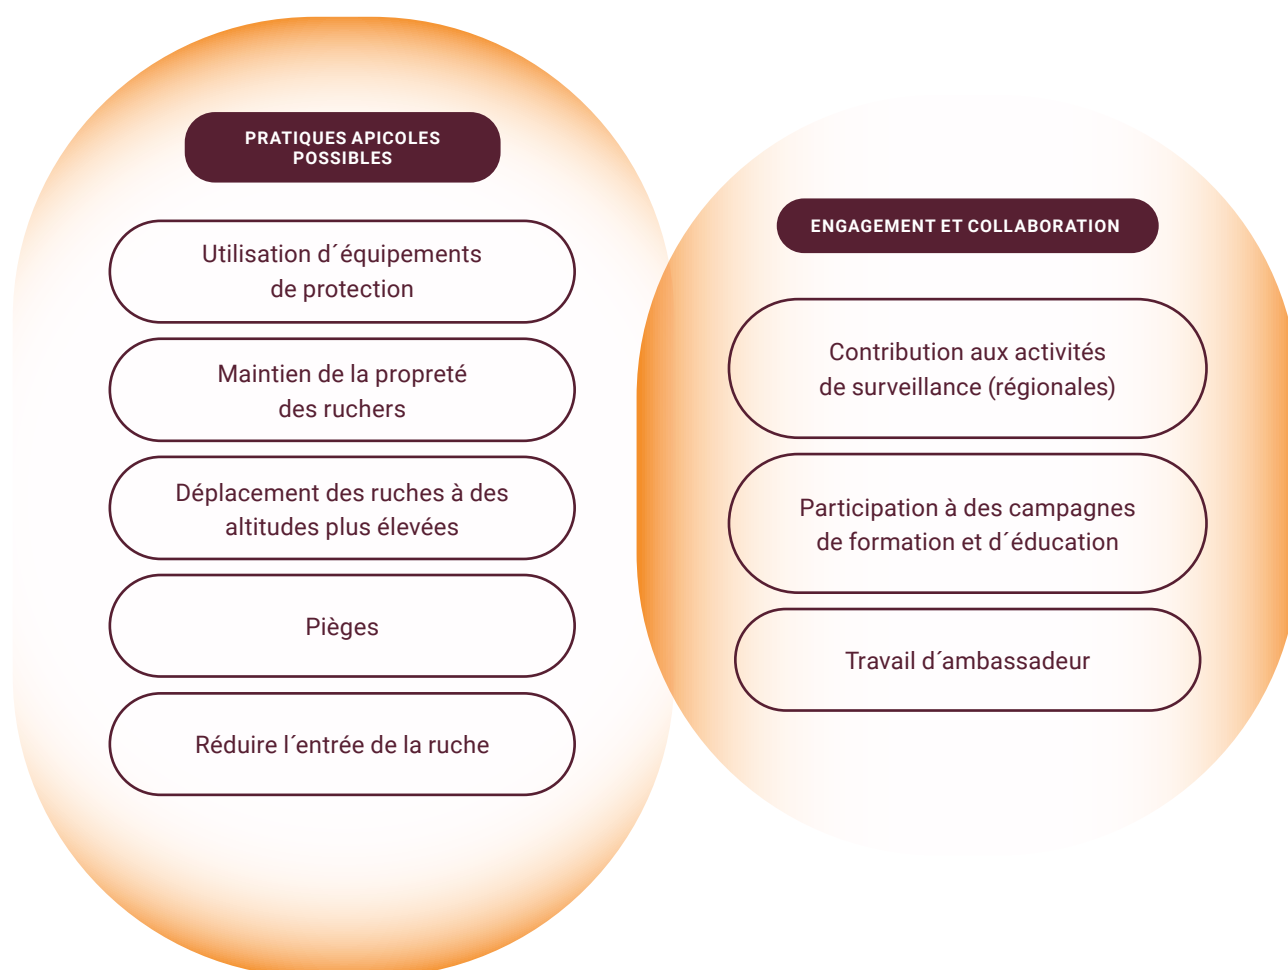 PRATIQUES APICOLES
POSSIBLES
Utilisation d´équipements
de protection
Maintien de la propreté
des ruchers
Déplacement des ruches à des
altitudes plus élevées
Pièges
Réduire l´entrée de la ruche
ENGAGEMENT ET COLLABORATION
Contribution aux activités
de surveillance (régionales)
Participation à des campagnes
de formation et d´éducation
Travail d´ambassadeur